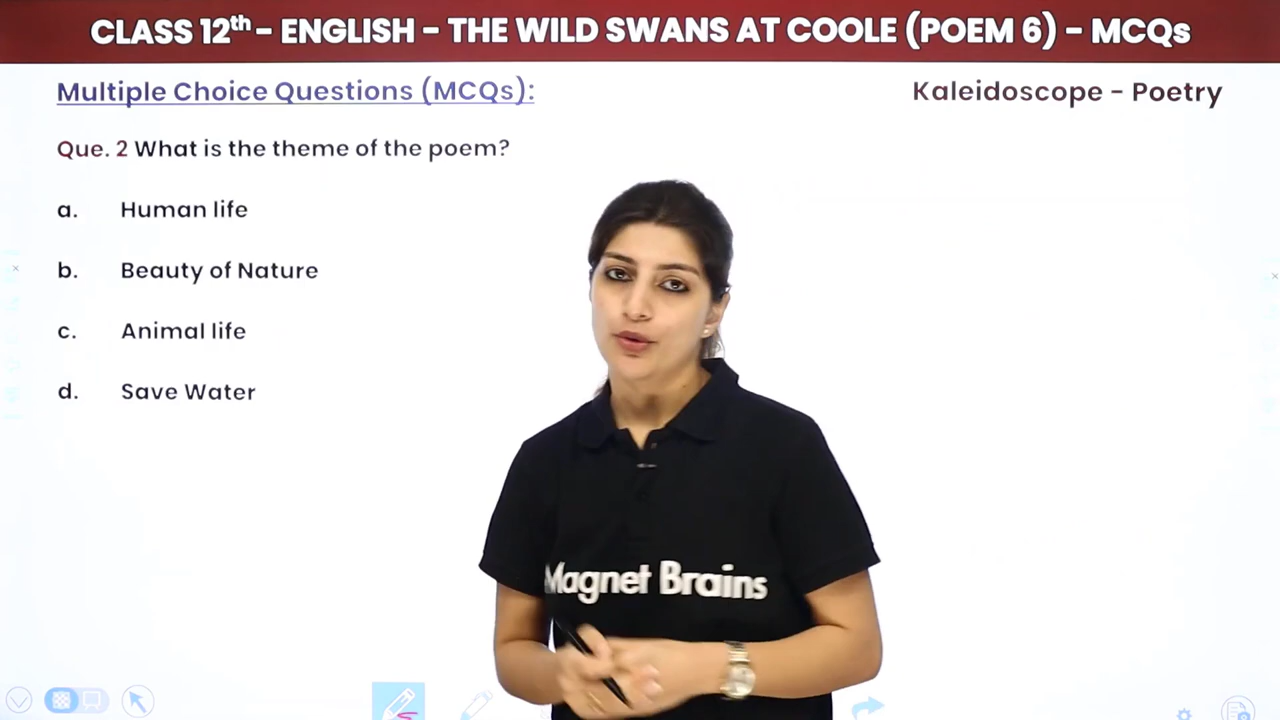 CLASS 12th – ENGLISH – THE WILD SWANS AT COOLE (POEM 6) – MCQs
Multiple Choice Questions (MCQs):
Kaleidoscope - Poetry
Que. 2 What is the theme of the poem?
a. Human life
b. Beauty of Nature
c. Animal life
d. Save Water
Magnet Brains